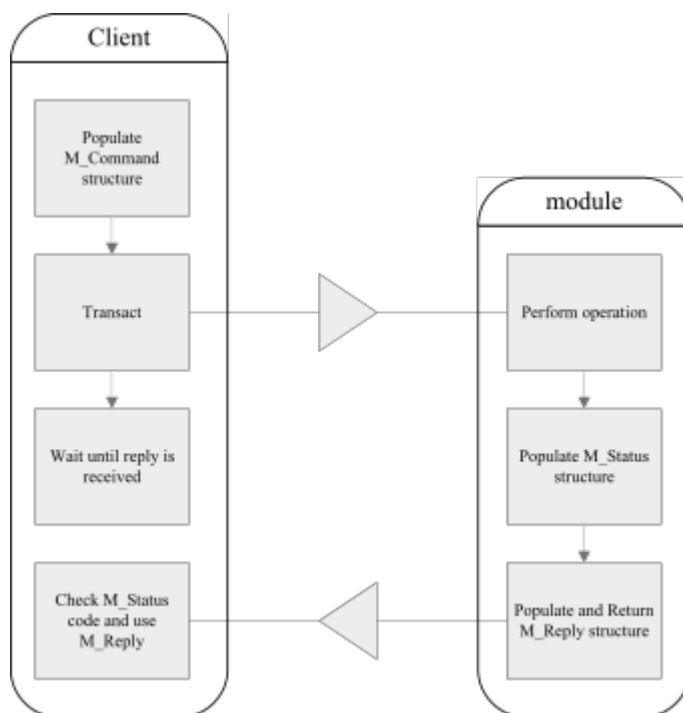 Client
Populate
M_Command
structure
Transact
Wait until reply is
received
Check M_Status
code and use
M_Reply
module
Perform operation
Populate M_Status
structure
Populate and Return
M_Reply structure